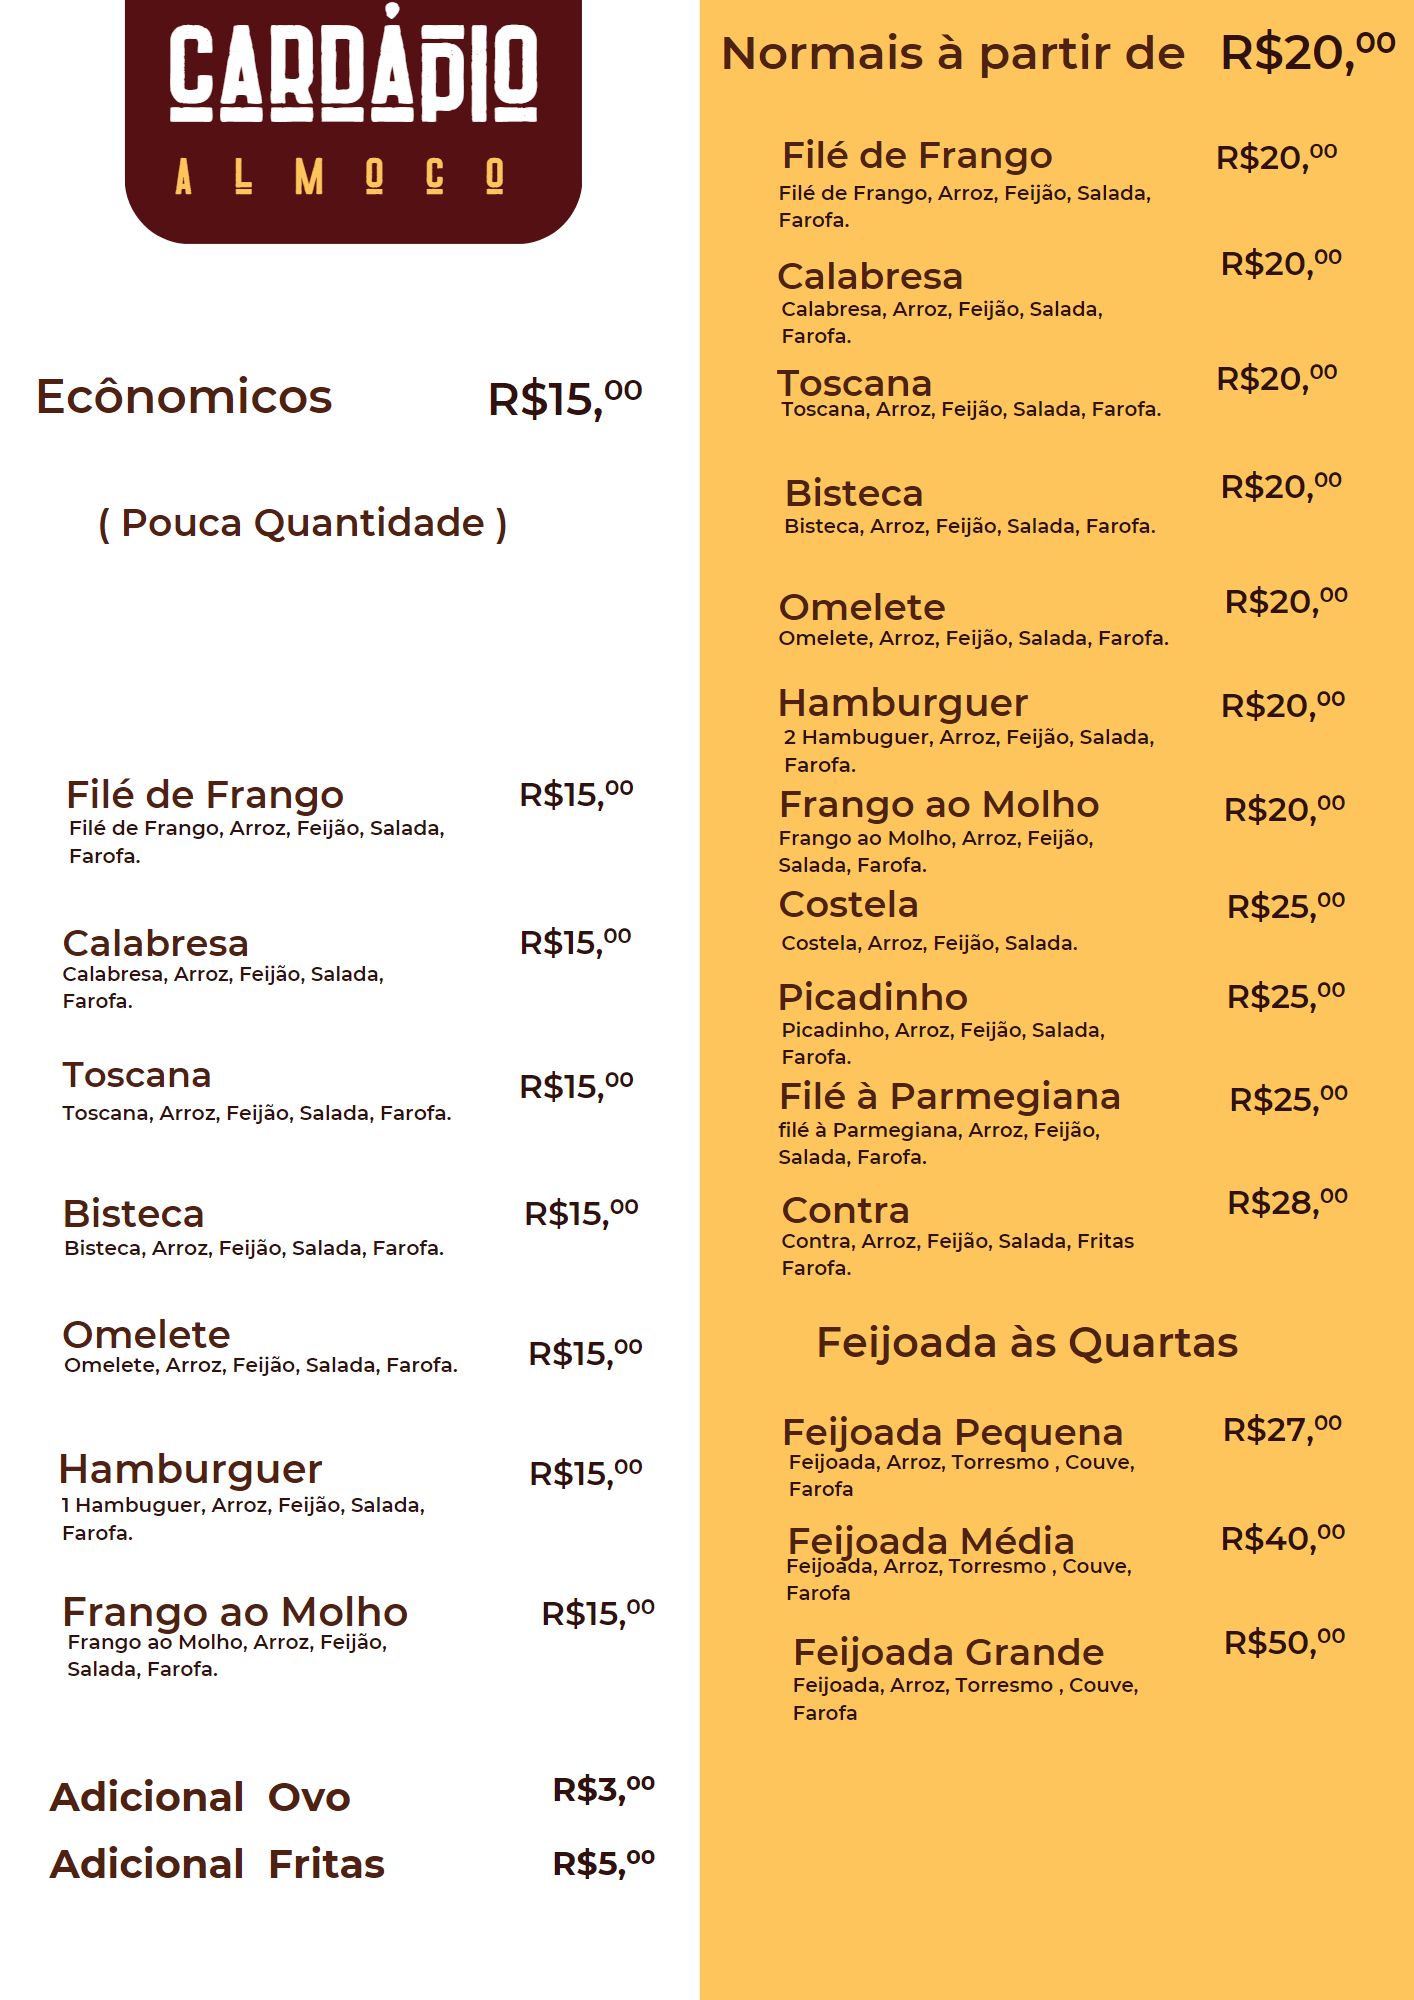 CARDÁPIO
ALMOCO
Ecônomicos R$15,00
( Pouca Quantidade )
Filé de Frango R$15,00
Filé de Frango, Arroz, Feijão, Salada,
Farofa.
Calabresa R$15,00
Calabresa, Arroz, Feijão, Salada,
Farofa.
Toscana R$15,00
Toscana, Arroz, Feijão, Salada, Farofa.
Bisteca R$15,00
Bisteca, Arroz, Feijão, Salada, Farofa.
Omelete R$15,00
Omelete, Arroz, Feijão, Salada, Farofa.
Hamburguer R$15,00
1 Hambuguer, Arroz, Feijão, Salada,
Farofa.
Frango ao Molho R$15,00
Frango ao Molho, Arroz, Feijão,
Salada, Farofa.
Adicional Ovo R$3,00
Adicional Fritas R$5,00
Normais à partir de R$20,00
Filé de Frango R$20,00
Filé de Frango, Arroz, Feijão, Salada,
Farofa.
Calabresa R$20,00
Calabresa, Arroz, Feijão, Salada,
Farofa.
Toscana R$20,00
Toscana, Arroz, Feijão, Salada, Farofa.
Bisteca R$20,00
Bisteca, Arroz, Feijão, Salada, Farofa.
Omelete R$20,00
Omelete, Arroz, Feijão, Salada, Farofa.
Hamburguer R$20,00
2 Hambuguer, Arroz, Feijão, Salada,
Farofa.
Frango ao Molho R$20,00
Frango ao Molho, Arroz, Feijão,
Salada, Farofa.
Costela R$25,00
Costela, Arroz, Feijão, Salada.
Picadinho R$25,00
Picadinho, Arroz, Feijão, Salada,
Farofa.
Filé à Parmegiana R$25,00
filé à Parmegiana, Arroz, Feijão,
Salada, Farofa.
Contra R$28,00
Contra, Arroz, Feijão, Salada, Fritas
Farofa.
Feijoada às Quartas
Feijoada Pequena R$27,00
Feijoada, Arroz, Torresmo , Couve,
Farofa
Feijoada Média R$40,00
Feijoada, Arroz, Torresmo , Couve,
Farofa
Feijoada Grande R$50,00
Feijoada, Arroz, Torresmo , Couve,
Farofa